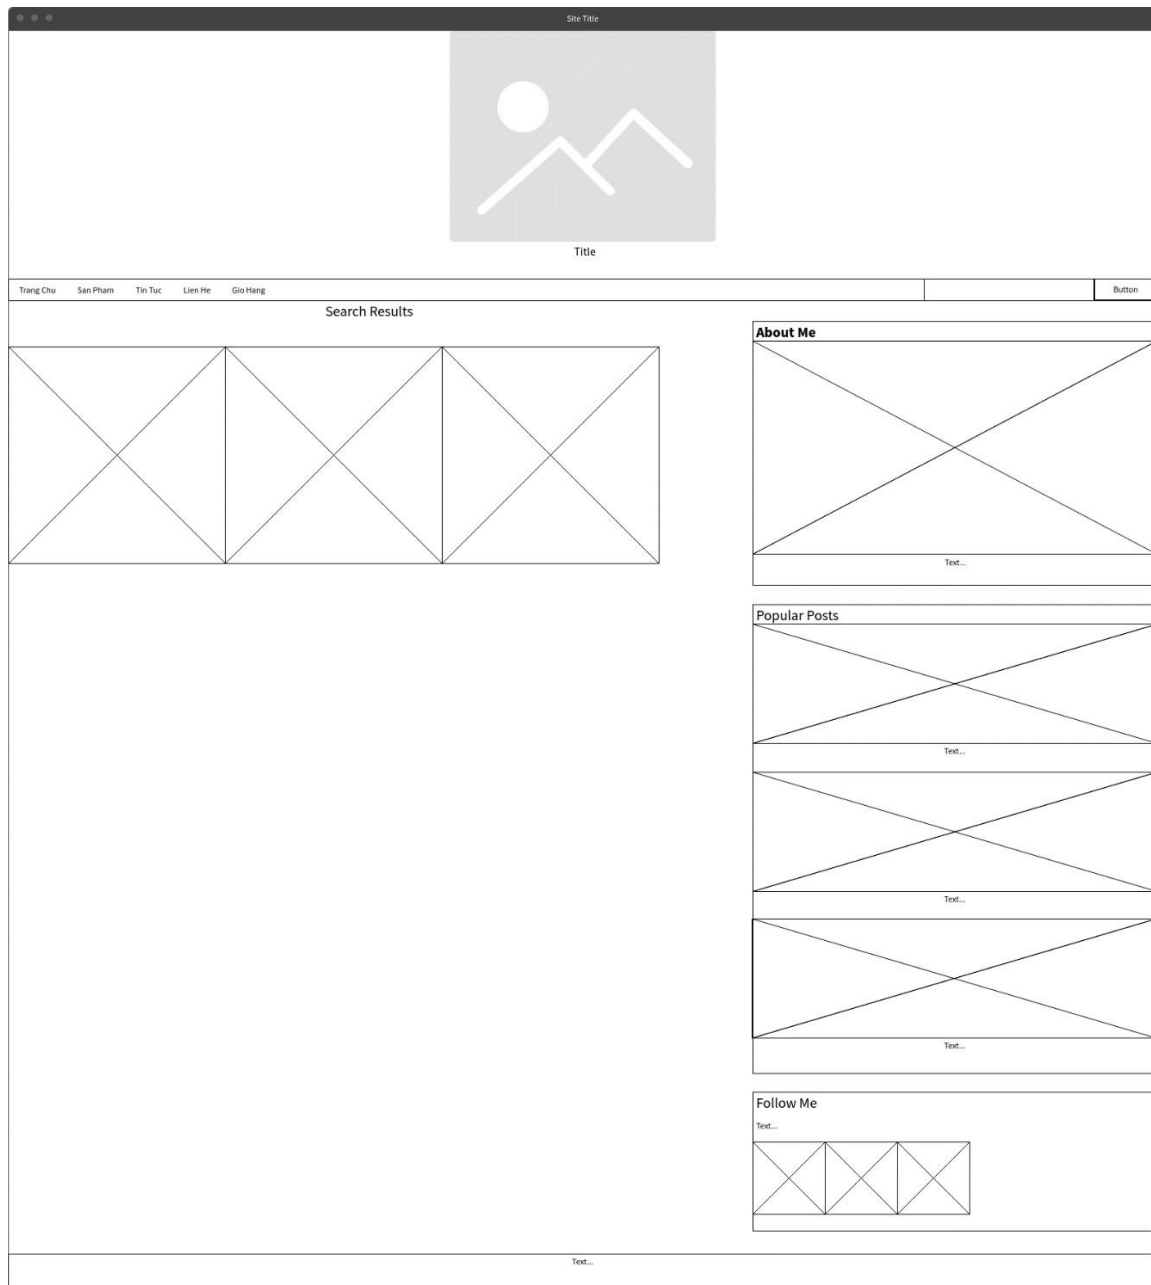 Site Title
Title
Trang Chu San Pham Tin Tuc Lien He Gio Hang Button
Search Results
About Me
Text...
Popular Posts
Text...
Text...
Text...
Follow Me
Text...
Text...